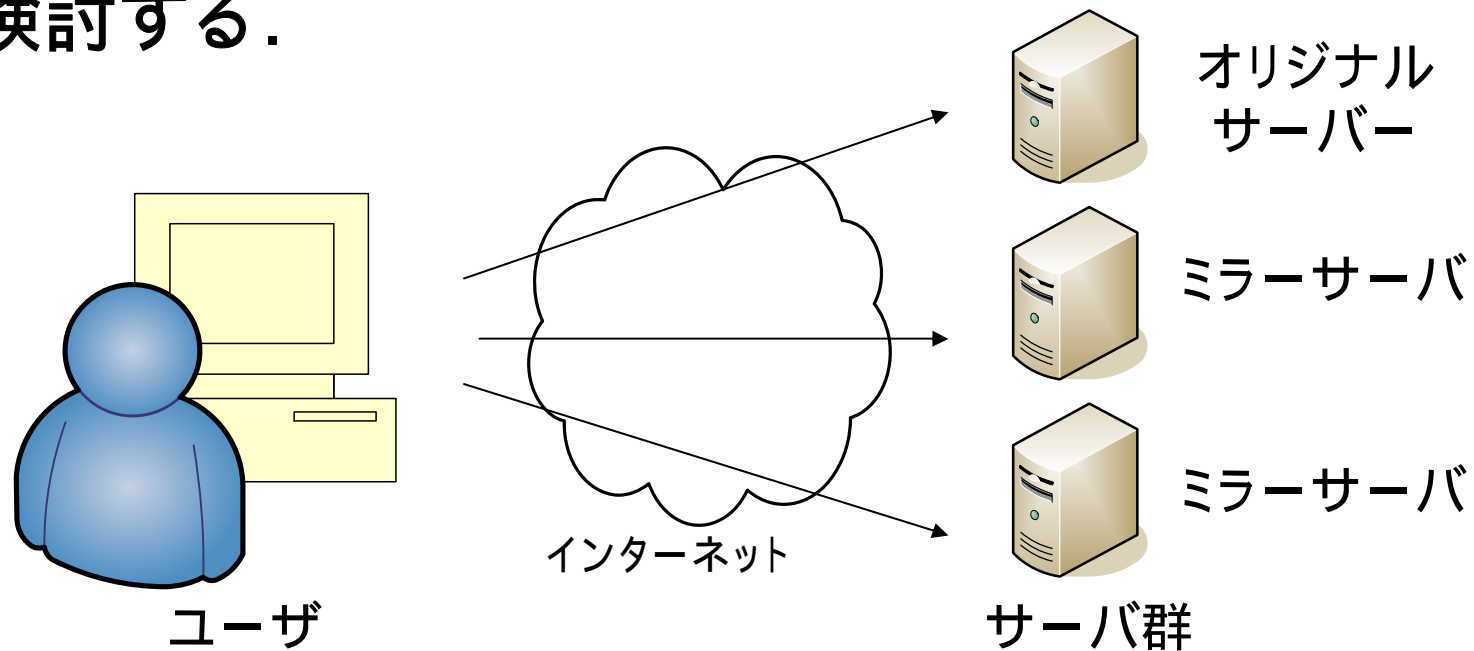 検討する.
オリジナル
サーバー
ミラーサーバ
ミラーサーバ
インターネット
ユーザ
サーバ群